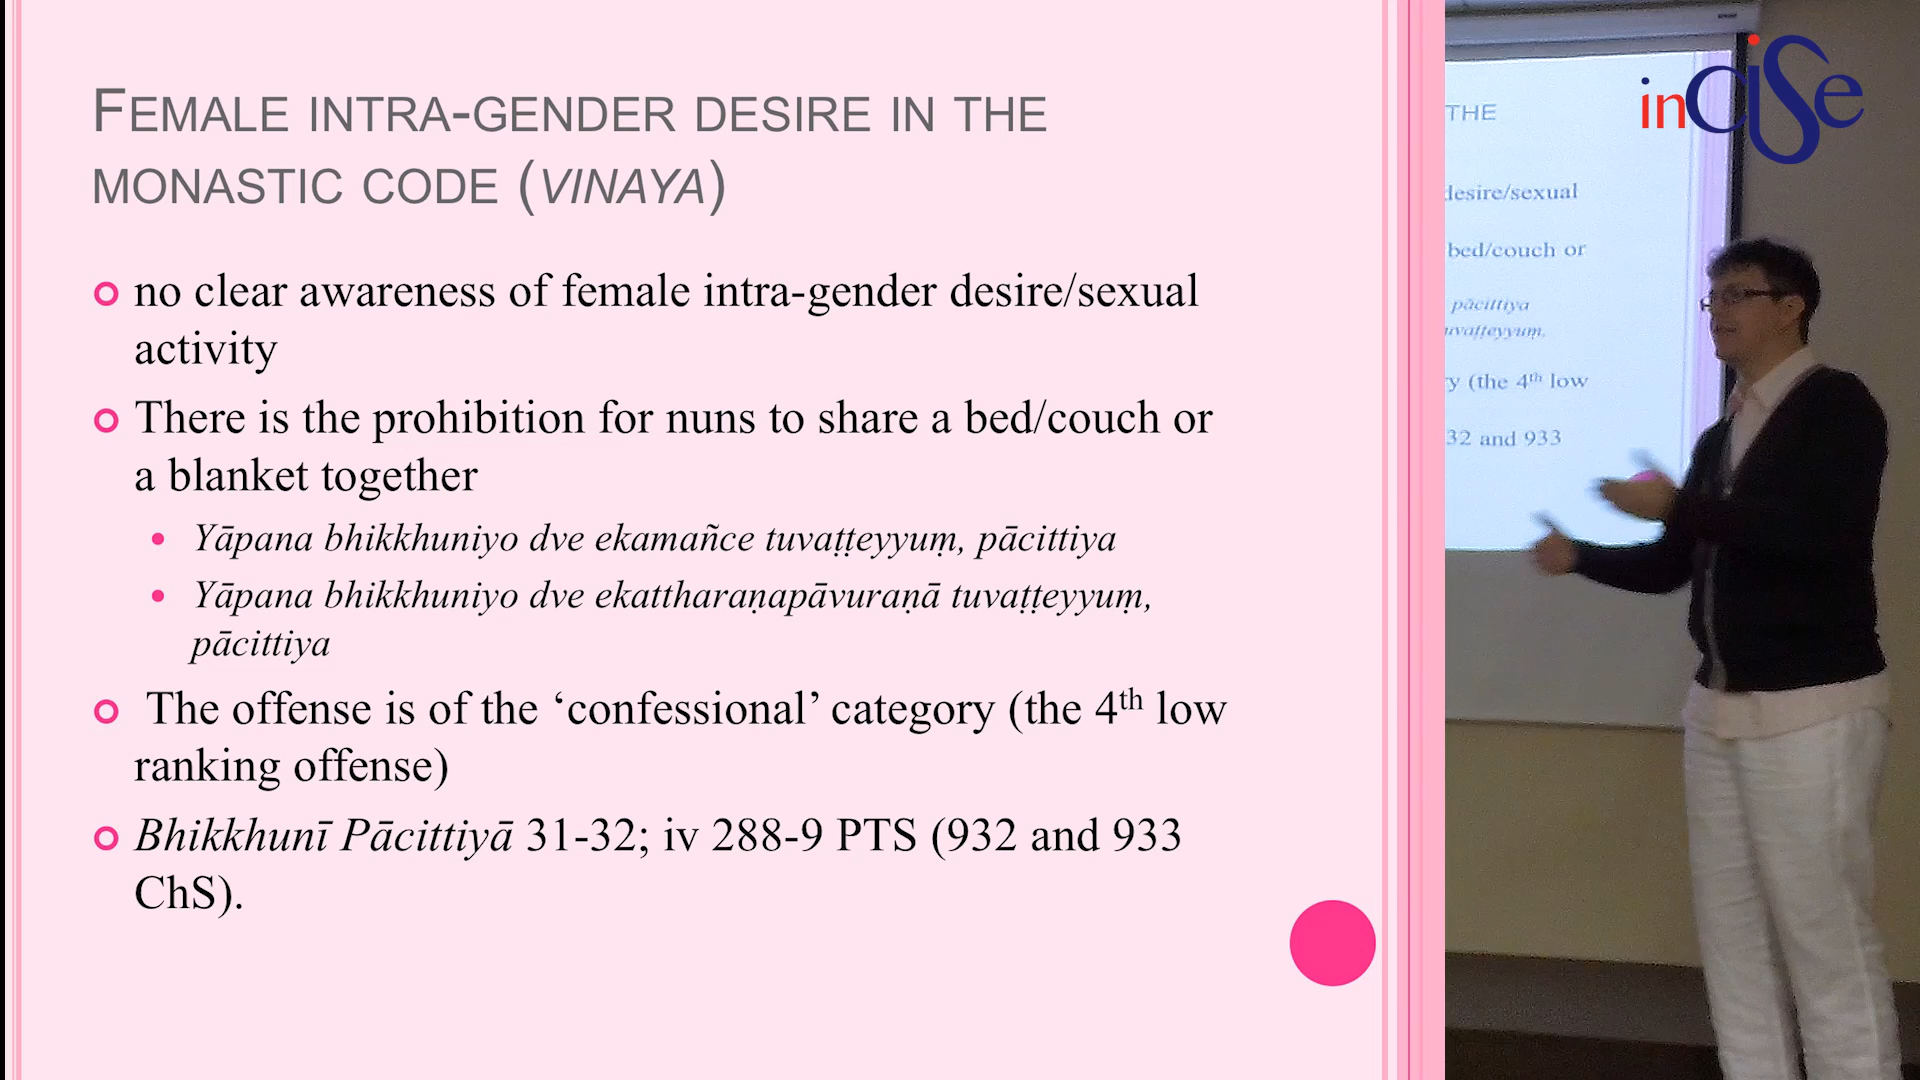 FEMALE INTRA-GENDER DESIRE IN THE
MONASTIC CODE (VINAYA)
no clear awareness of female intra-gender desire/sexual
activity
There is the prohibition for nuns to share a bed/couch or
a blanket together
Yāpana bhikkhuniyo dve ekamañce tuvaṭṭeyyuṃ, pācittiya
Yāpana bhikkhuniyo dve ekattharaṇapāvuraṇā tuvaṭṭeyyuṃ,
pācittiya
The offense is of the ‘confessional’ category (the 4th low
ranking offense)
Bhikkhunī Pācittiyā 31-32; iv 288-9 PTS (932 and 933
ChS).
inCiSe
THE
desire/sexual
bed/couch or
pācittiya
tuvaṭṭeyyuṃ,
y (the 4th low
32 and 933